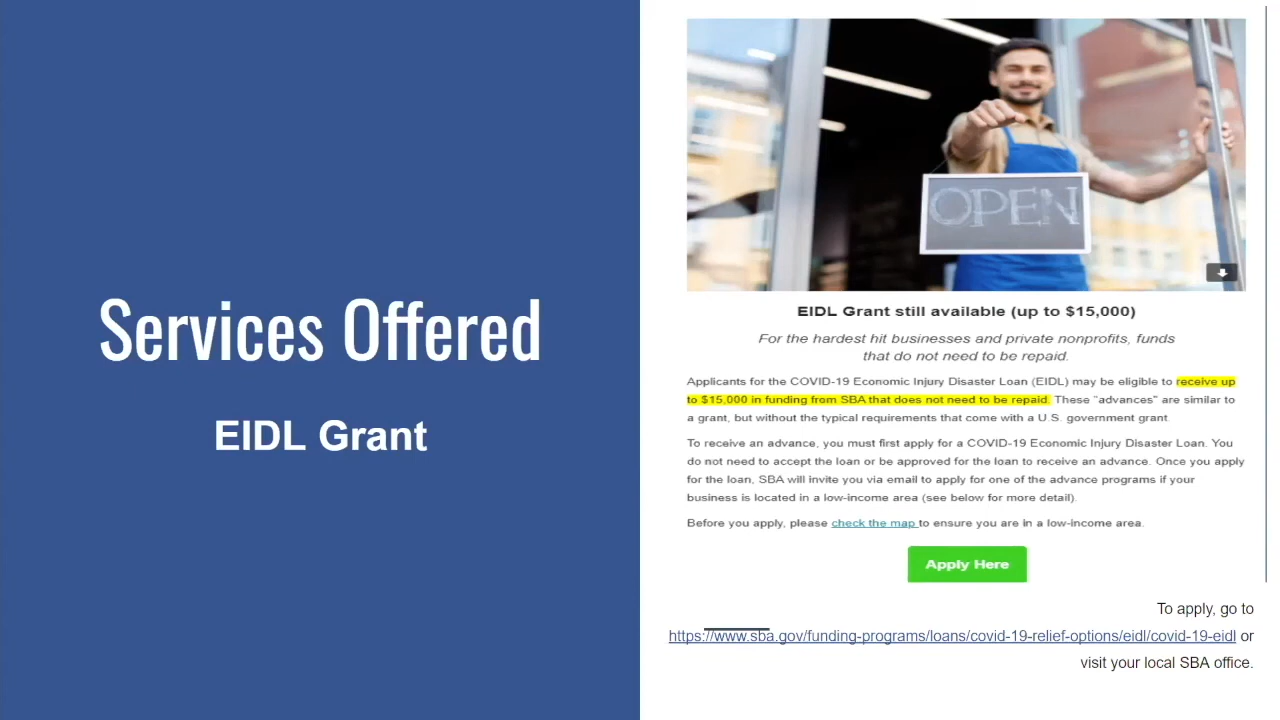 Services Offered
EIDL Grant
OPEN
EIDL Grant still available (up to $15,000)
For the hardest hit businesses and private nonprofits, funds
that do not need to be repaid.
Applicants for the COVID-19 Economic Injury Disaster Loan (EIDL) may be eligible to receive up
to $15,000 in funding from SBA that does not need to be repaid. These "advances" are similar to
a grant, but without the typical requirements that come with a U.S. government grant.
To receive an advance, you must first apply for a COVID-19 Economic Injury Disaster Loan. You
do not need to accept the loan or be approved for the loan to receive an advance. Once you apply
for the loan, SBA will invite you via email to apply for one of the advance programs if your
business is located in a low-income area (see below for more detail).
Before you apply, please check the map to ensure you are in a low-income area.
Apply Here
To apply, go to
https://www.sba.gov/funding-programs/loans/covid-19-relief-options/eidl/covid-19-eidl or
visit your local SBA office.